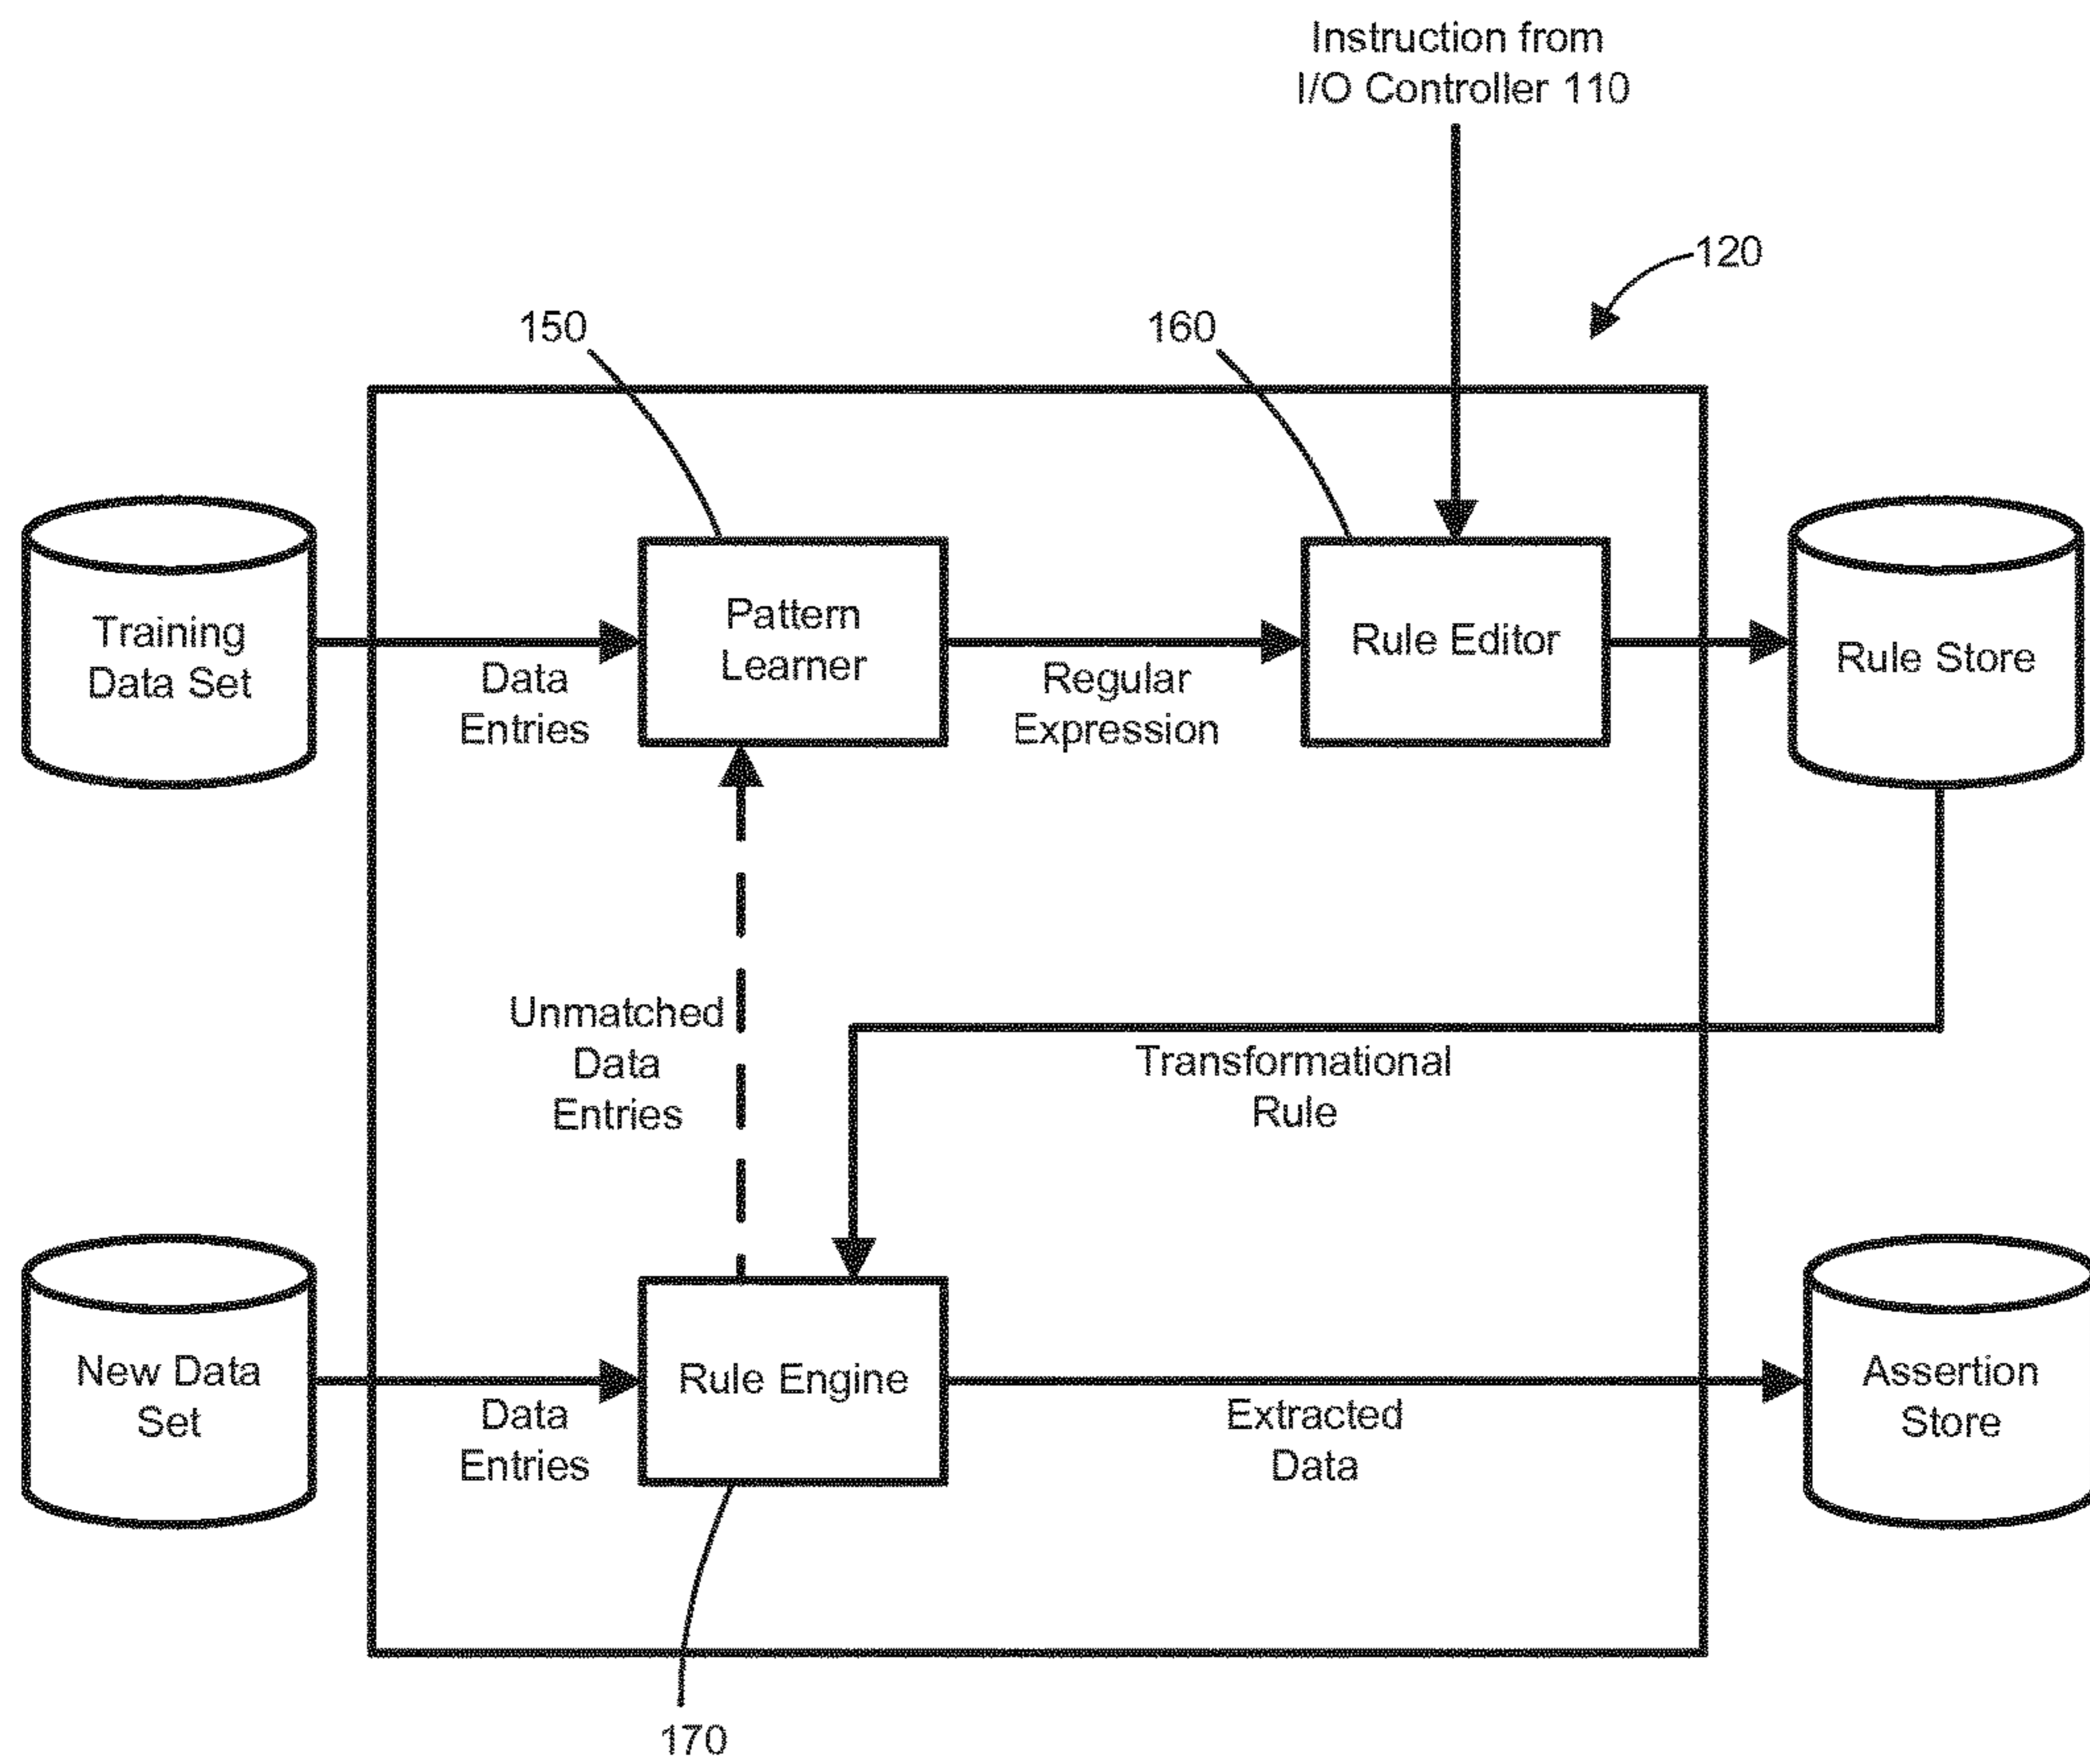 Instruction from
I/O Controller 110
120
150
160
Training
Data Set
Data
Entries
Pattern
Learner
Regular
Expression
Rule Editor
Rule Store
Unmatched
Data
Entries
Transformational
Rule
New Data
Set
Data
Entries
Rule Engine
Extracted
Data
Assertion
Store
170